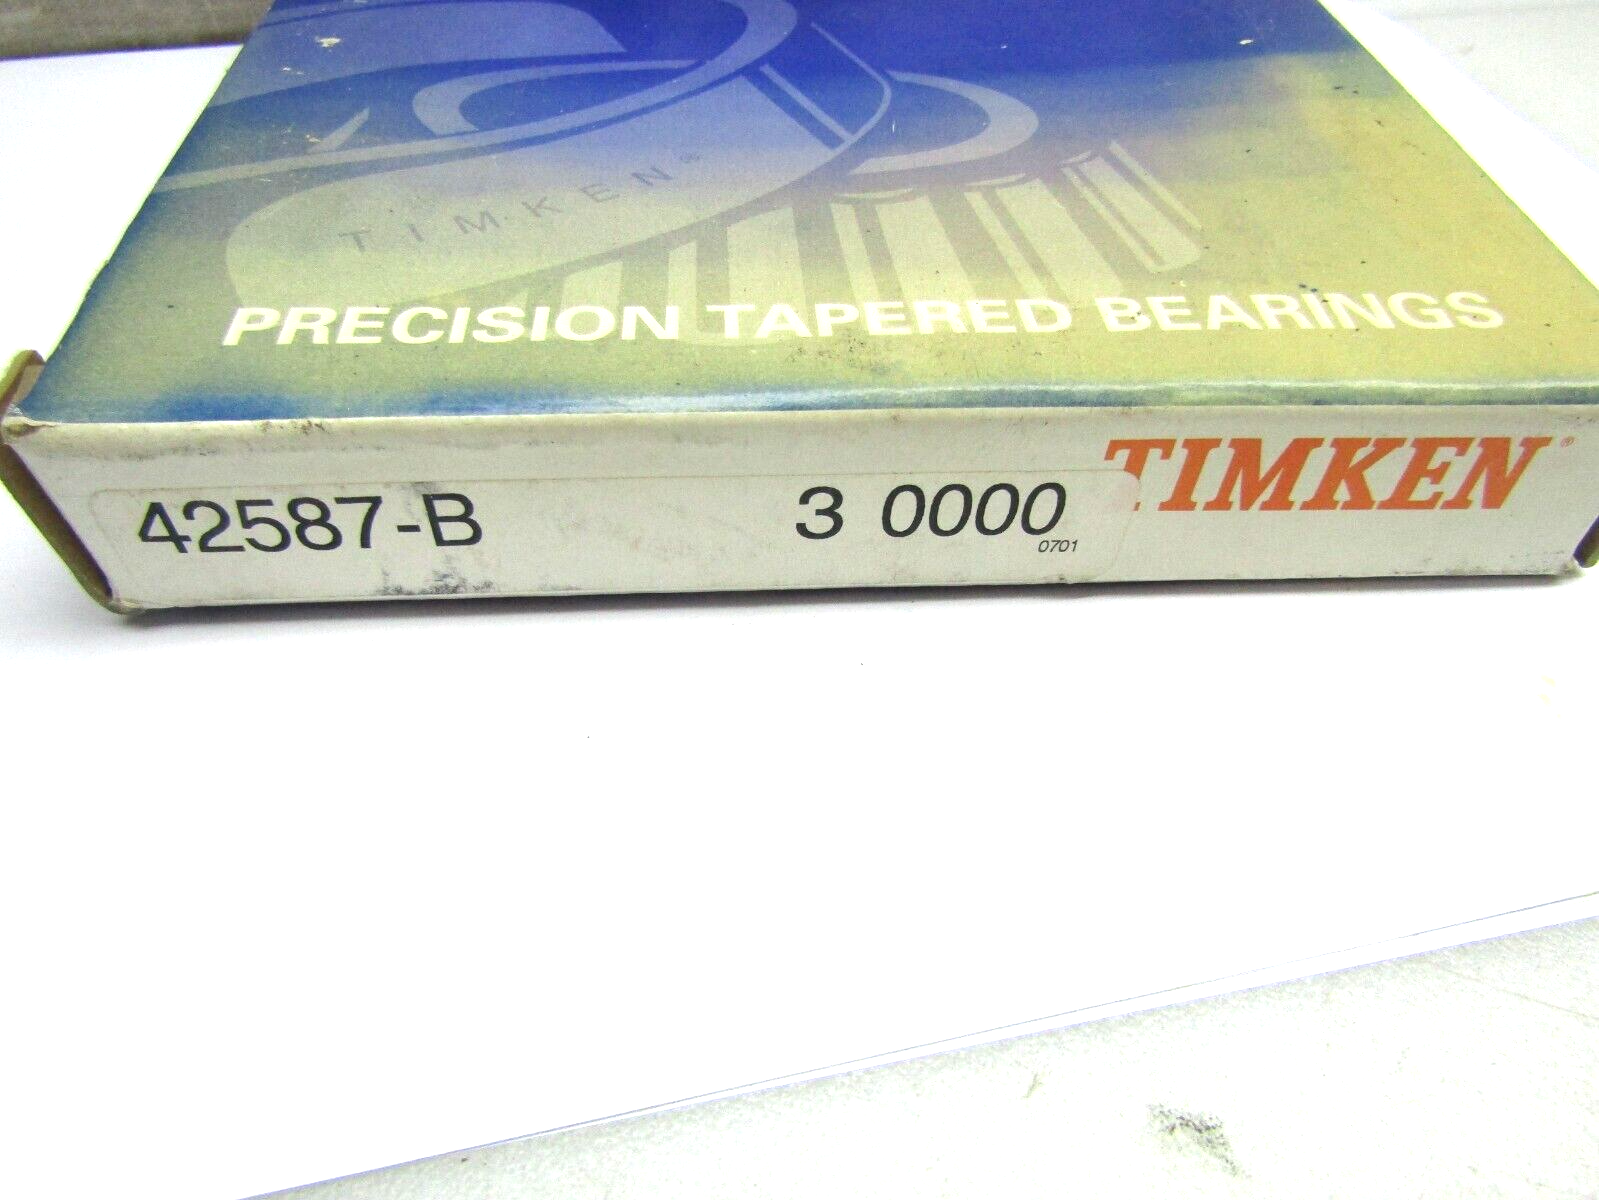 TIMKEN®
PRECISION TAPERED BEARINGS
TIMKEN®
42587-B 3 0000
0701